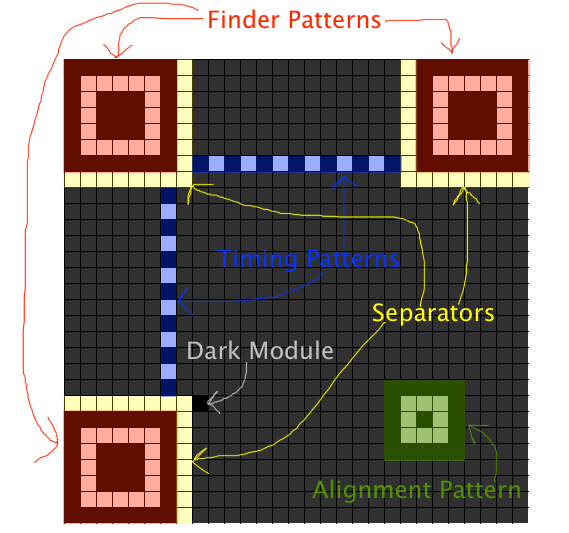 Finder Patterns
Timing Patterns
Separators
Dark Module
Alignment Pattern